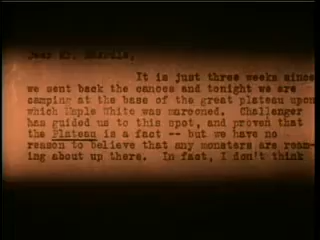 Dear Mr. McArdle,
It is just three weeks since
we sent back the canoes and tonight we are
camping at the base of the great plateau upon
which Maple White was marooned. Challenger
has guided us to this spot, and proven that
the Plateau is a fact -- but we have no
reason to believe that any monsters are roam-
ing about up there. In fact, I don't think